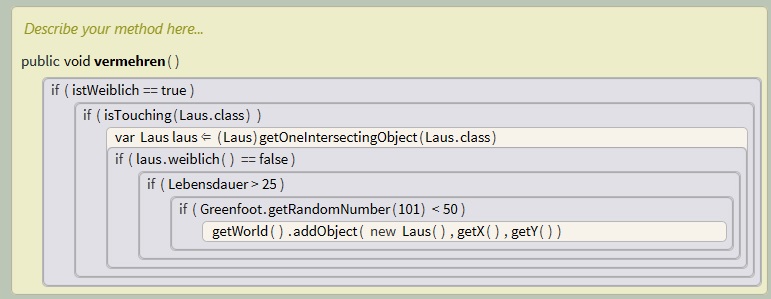 Describe your method here...
public void vermehren()
if ( istWeiblich == true )
if ( isTouching(Laus.class) )
var Laus laus ⇐ (Laus)getOneIntersectingObject(Laus.class)
if ( laus.weiblich() == false )
if ( Lebensdauer > 25 )
if ( Greenfoot.getRandomNumber(101) < 50 )
getWorld().addObject( new Laus(), getX(), getY())